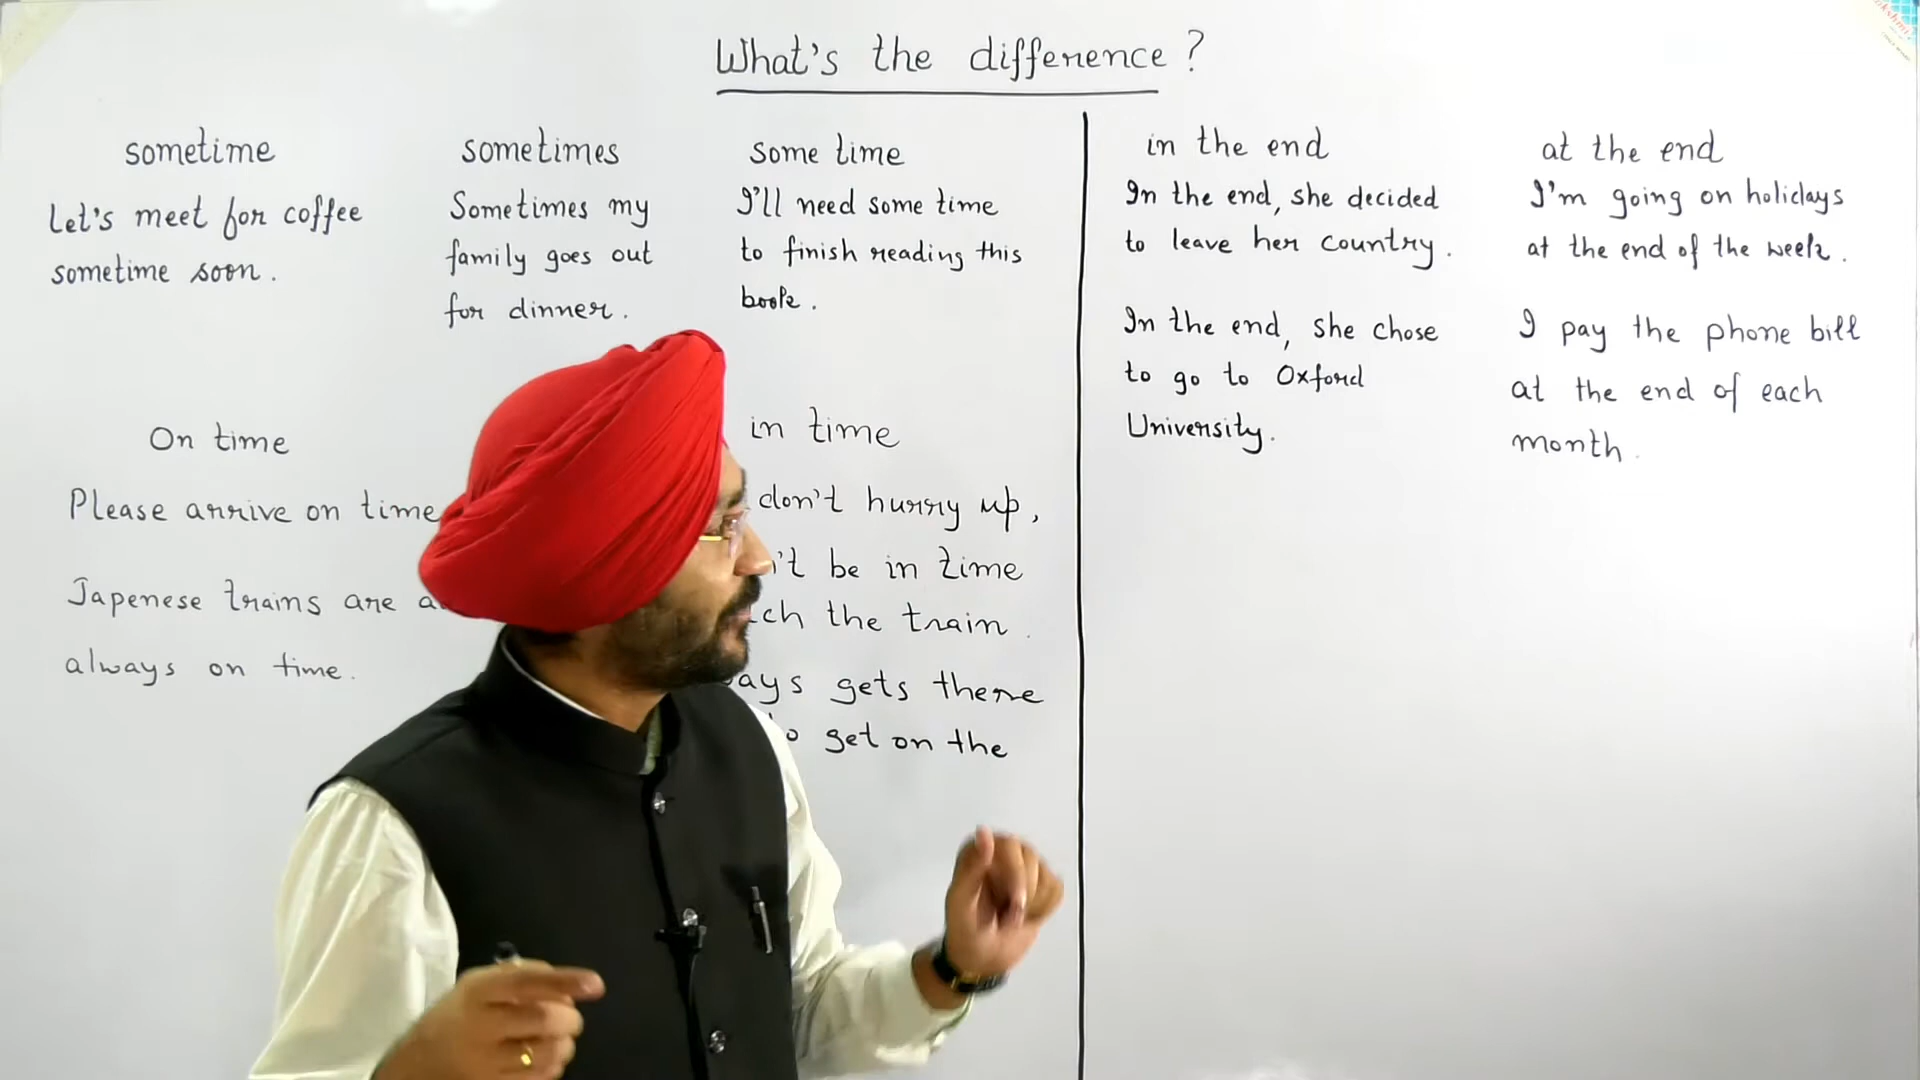 What's the difference?
sometime
Let's meet for coffee
sometime soon.
sometimes
Sometimes my
family goes out
for dinner.
some time
I'll need some time
to finish reading this
book.
On time
Please arrive on time
Japenese trains are
always on time.
in time
don't hurry up,
be in time
the train.
gets there
get on the
in the end
In the end, she decided
to leave her country.
In the end, she chose
to go to Oxford
University.
at the end
I'm going on holidays
at the end of the week.
I pay the phone bill
at the end of each
month.